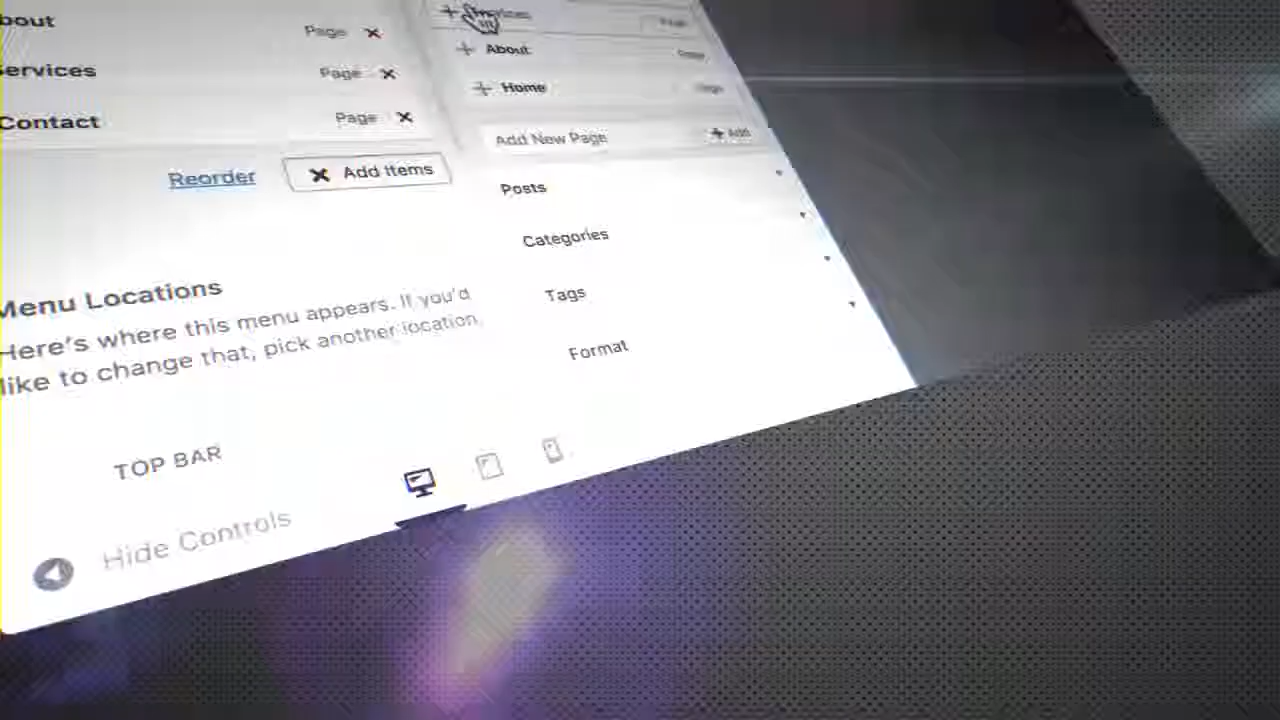 bout
Page
ervices
Page
Contact
Page
Reorder
Add Items
Menu Locations
Here's where this menu appears. If you'd
like to change that, pick another location.
TOP BAR
Hide Controls
About
Home
Add New Page
Add
Posts
Categories
Tags
Format